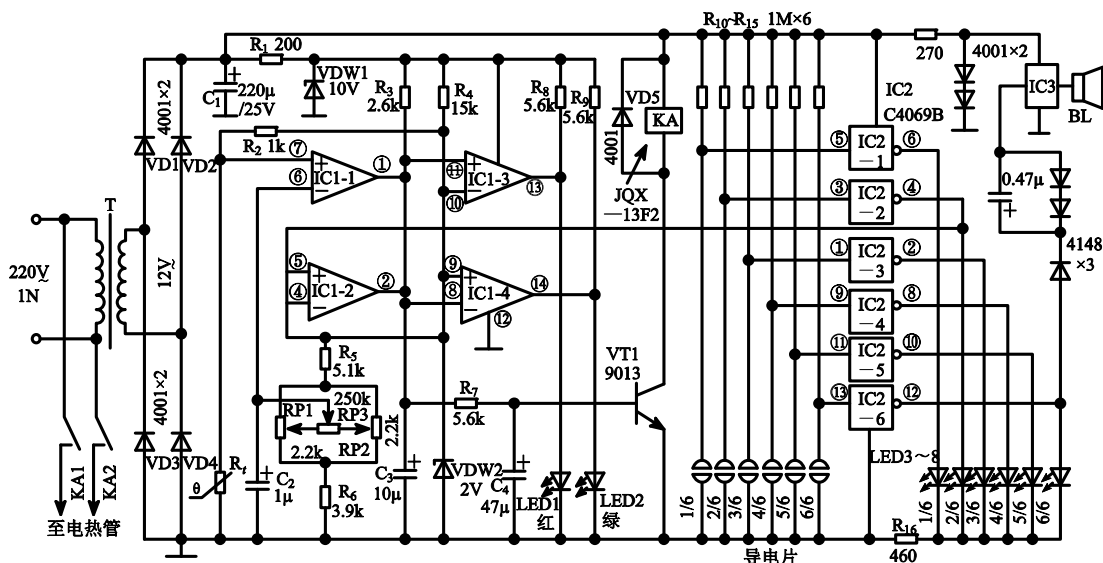 R₁ 200
R₁₀~R₁₅ 1M×6
270
4001×2
IC3
BL
VDW1
10V
C₁
220μ
/25V
R₃
2.6k
R₄
15k
R₈
5.6k
R₉
5.6k
VD5
4001
KA
IC2
C4069B
4001×2
VD1
VD2
R₂ 1k
⑦
⑥
+
−
IC1-1
①
⑪
⑩
+
−
IC1-3
⑬
JQX
—13F2
⑤
IC2
−1
⑥
③
IC2
−2
④
①
IC2
−3
②
⑨
IC2
−4
⑧
⑪
IC2
−5
⑩
⑬
IC2
−6
⑫
0.47μ
+
4148
×3
T
220V~
1N
12V~
⑤
④
+
−
IC1-2
②
⑨
⑧
+
−
IC1-4
⑭
⑫
VT1
9013
R₅
5.1k
250k
RP1
RP3
RP2
2.2k
2.2k
R₇
5.6k
4001×2
VD3
VD4
Rₜ
θ
C₂
1μ
+
R₆
3.9k
C₃
10μ
+
VDW2
2V
C₄
47μ
+
LED1
红
LED2
绿
1/6
2/6
3/6
4/6
5/6
6/6
导电片
LED3～8
1/6
2/6
3/6
4/6
5/6
6/6
R₁₆
460
KA1
KA2
至电热管